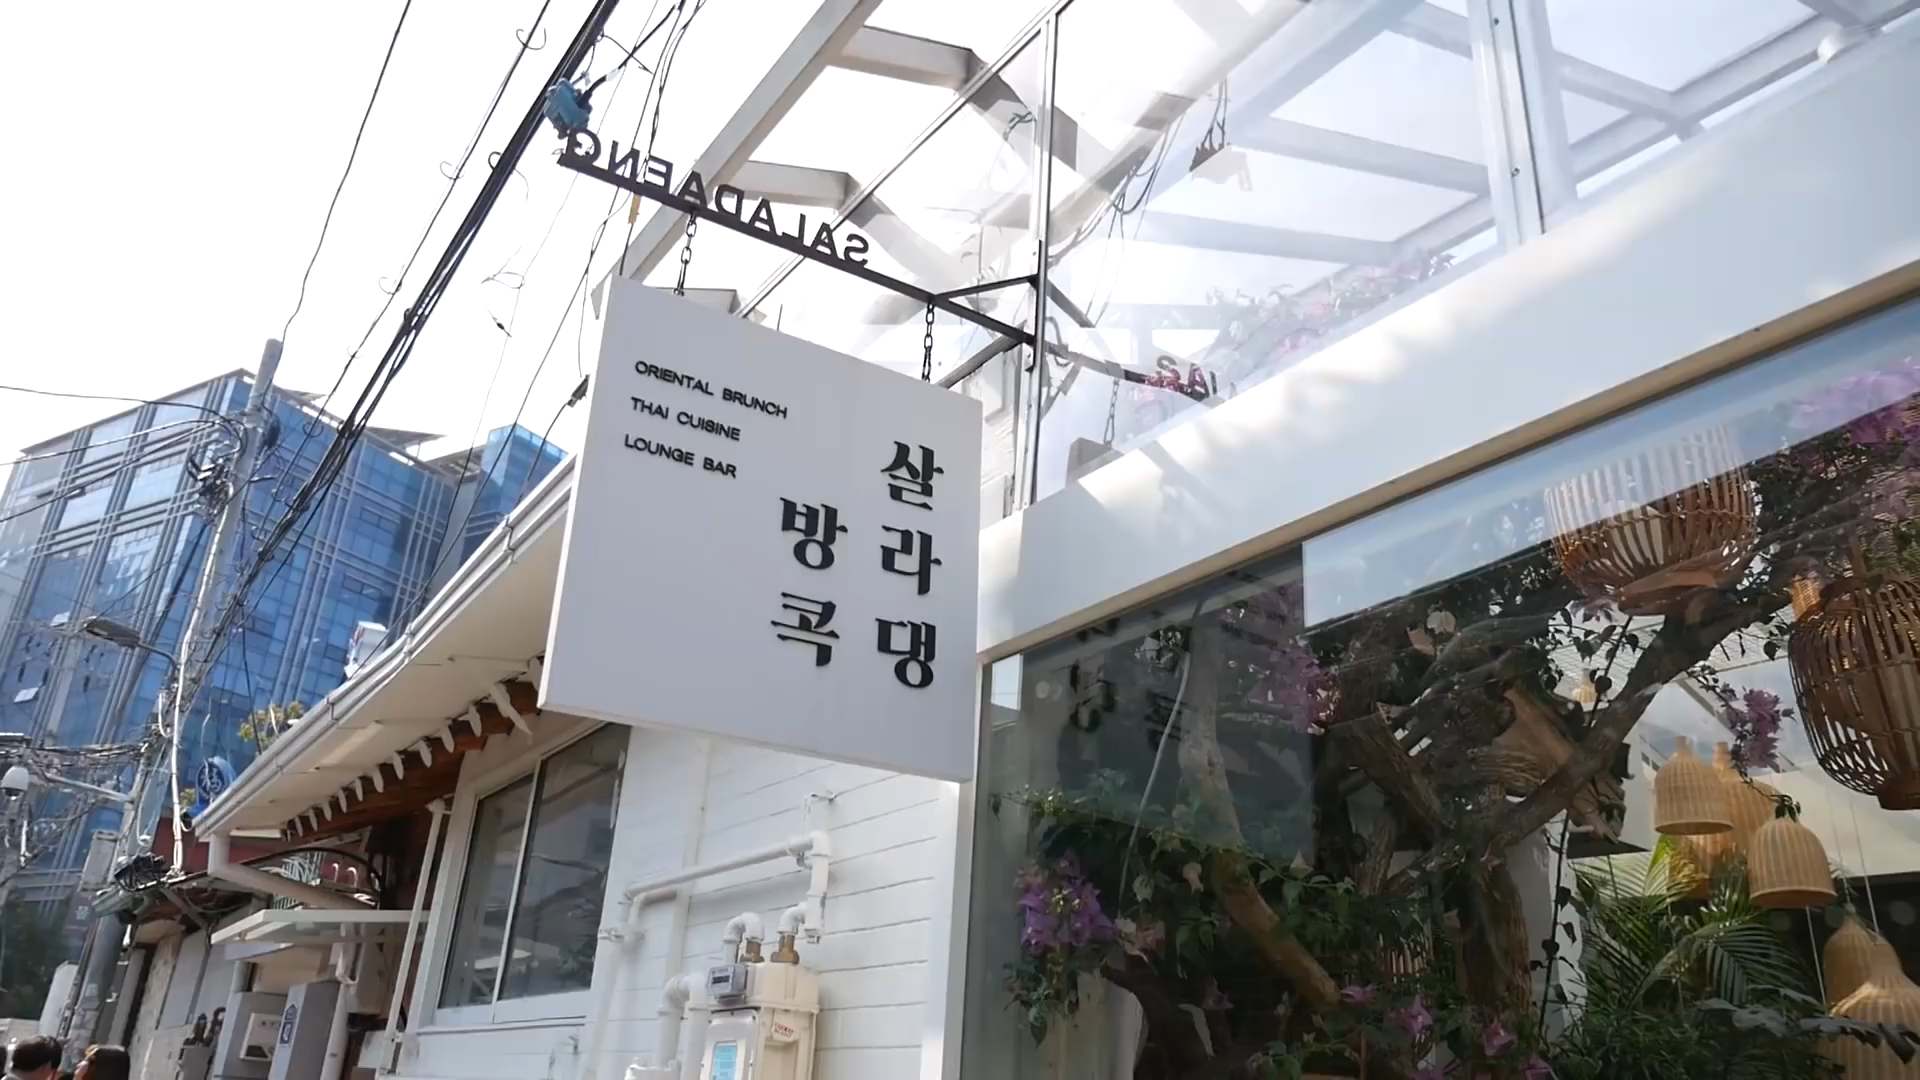 SALADAENG
ORIENTAL BRUNCH
THAI CUISINE
LOUNGE BAR
살라댕
방콕